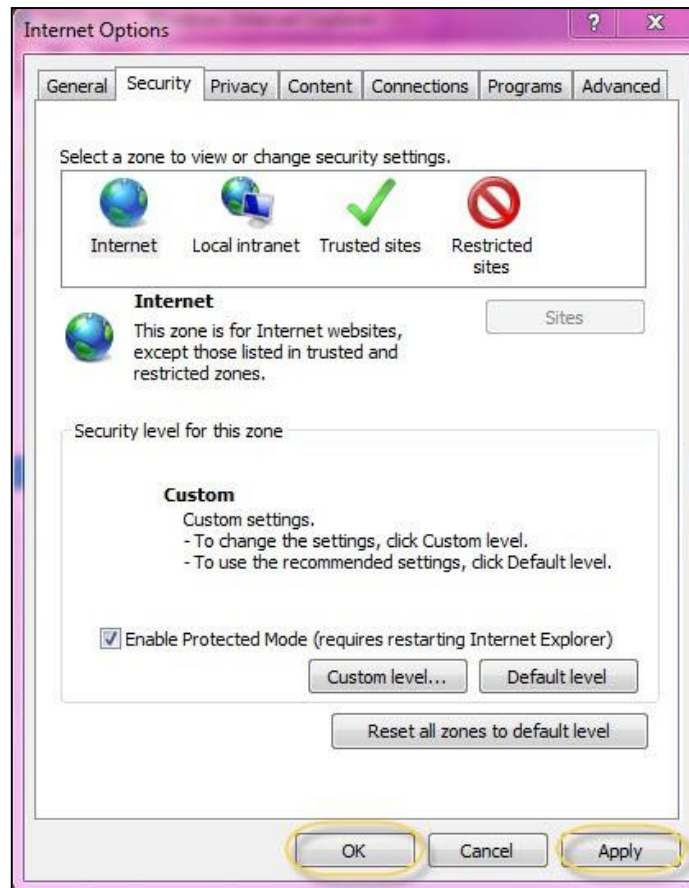 Internet Options
General Security Privacy Content Connections Programs Advanced
Select a zone to view or change security settings.
Internet Local intranet Trusted sites Restricted sites
Internet
This zone is for Internet websites,
except those listed in trusted and
restricted zones.
Sites
Security level for this zone
Custom
Custom settings.
- To change the settings, click Custom level.
- To use the recommended settings, click Default level.
Enable Protected Mode (requires restarting Internet Explorer)
Custom level... Default level
Reset all zones to default level
OK Cancel Apply